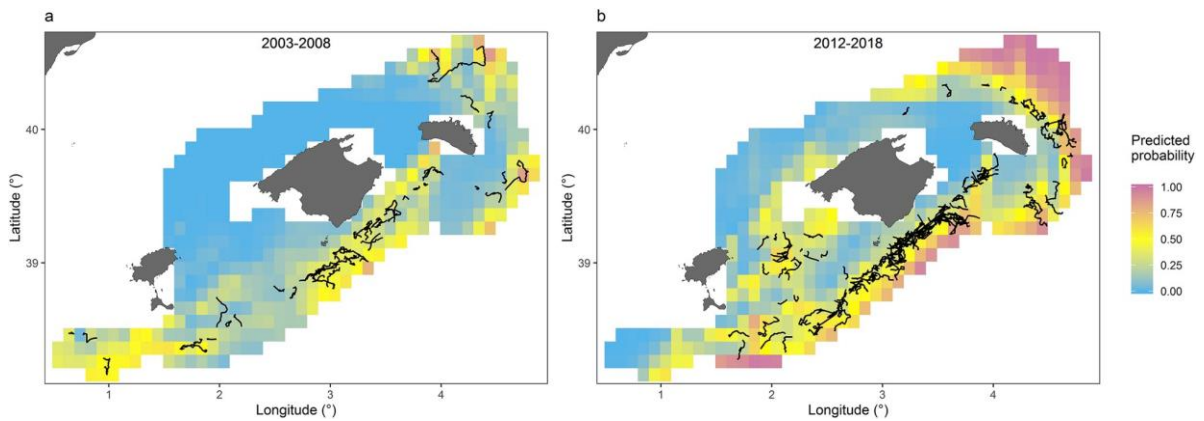 a
2003-2008
40
39
Latitude (°)
1
2
3
4
Longitude (°)
b
2012-2018
40
39
Latitude (°)
1
2
3
4
Longitude (°)
Predicted
probability
1.00
0.75
0.50
0.25
0.00